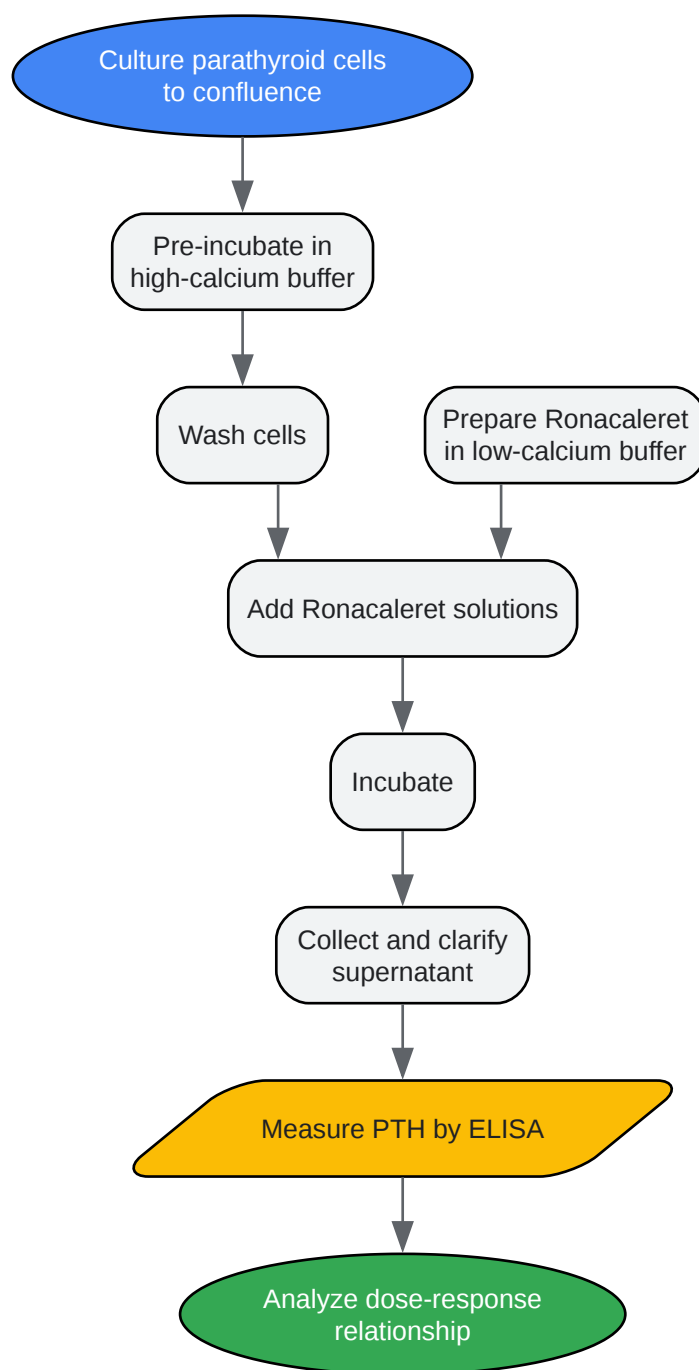 Culture parathyroid cells
to confluence
Pre-incubate in
high-calcium buffer
Wash cells
Prepare Ronacaleret
in low-calcium buffer
Add Ronacaleret solutions
Incubate
Collect and clarify
supernatant
Measure PTH by ELISA
Analyze dose-response
relationship